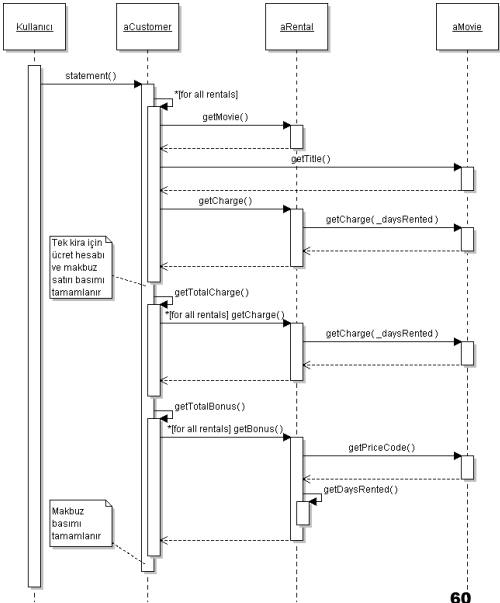 Kullanıcı
aCustomer
aRental
aMovie
statement()
*[for all rentals]
getMovie()
getTitle()
getCharge()
getCharge( _daysRented )
Tek kira için
ücret hesabı
ve makbuz
satırı basımı
tamamlanır
getTotalCharge()
*[for all rentals] getCharge()
getCharge( _daysRented )
getTotalBonus()
*[for all rentals] getBonus()
getPriceCode()
getDaysRented()
Makbuz
basımı
tamamlanır
60